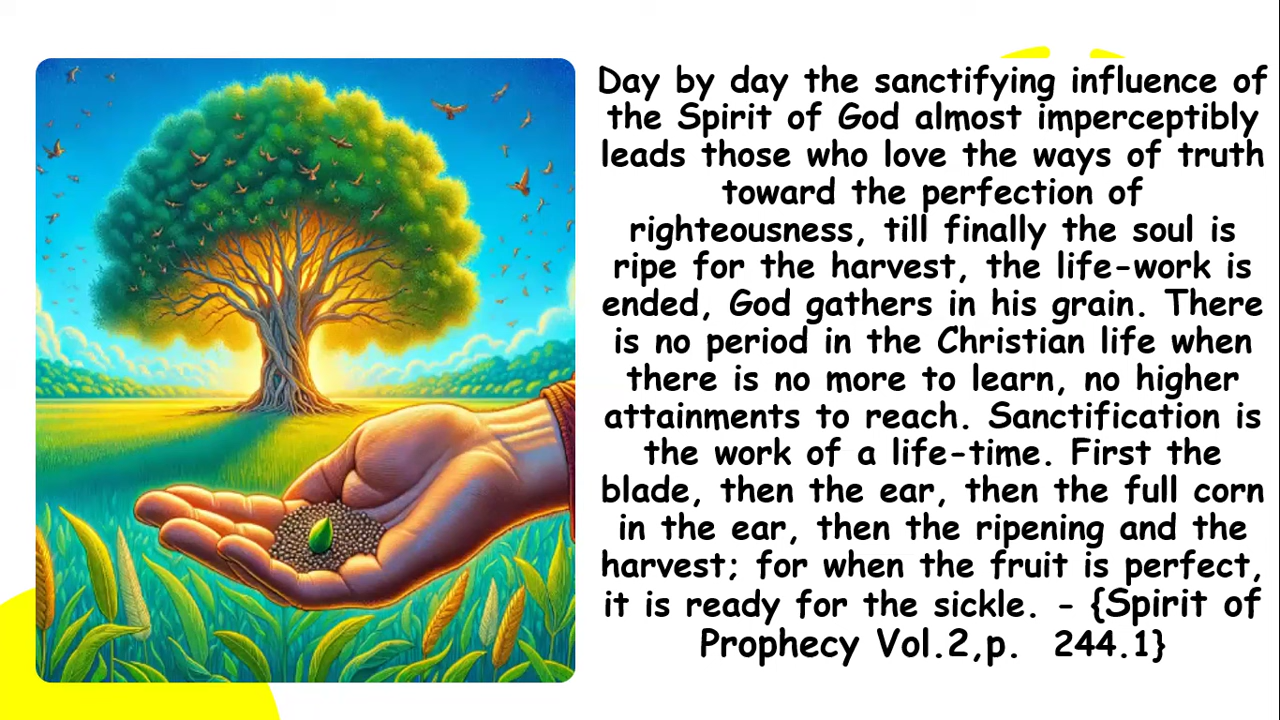 Day by day the sanctifying influence of
the Spirit of God almost imperceptibly
leads those who love the ways of truth
toward the perfection of
righteousness, till finally the soul is
ripe for the harvest, the life-work is
ended, God gathers in his grain. There
is no period in the Christian life when
there is no more to learn, no higher
attainments to reach. Sanctification is
the work of a life-time. First the
blade, then the ear, then the full corn
in the ear, then the ripening and the
harvest; for when the fruit is perfect,
it is ready for the sickle. - {Spirit of
Prophecy Vol.2,p. 244.1}